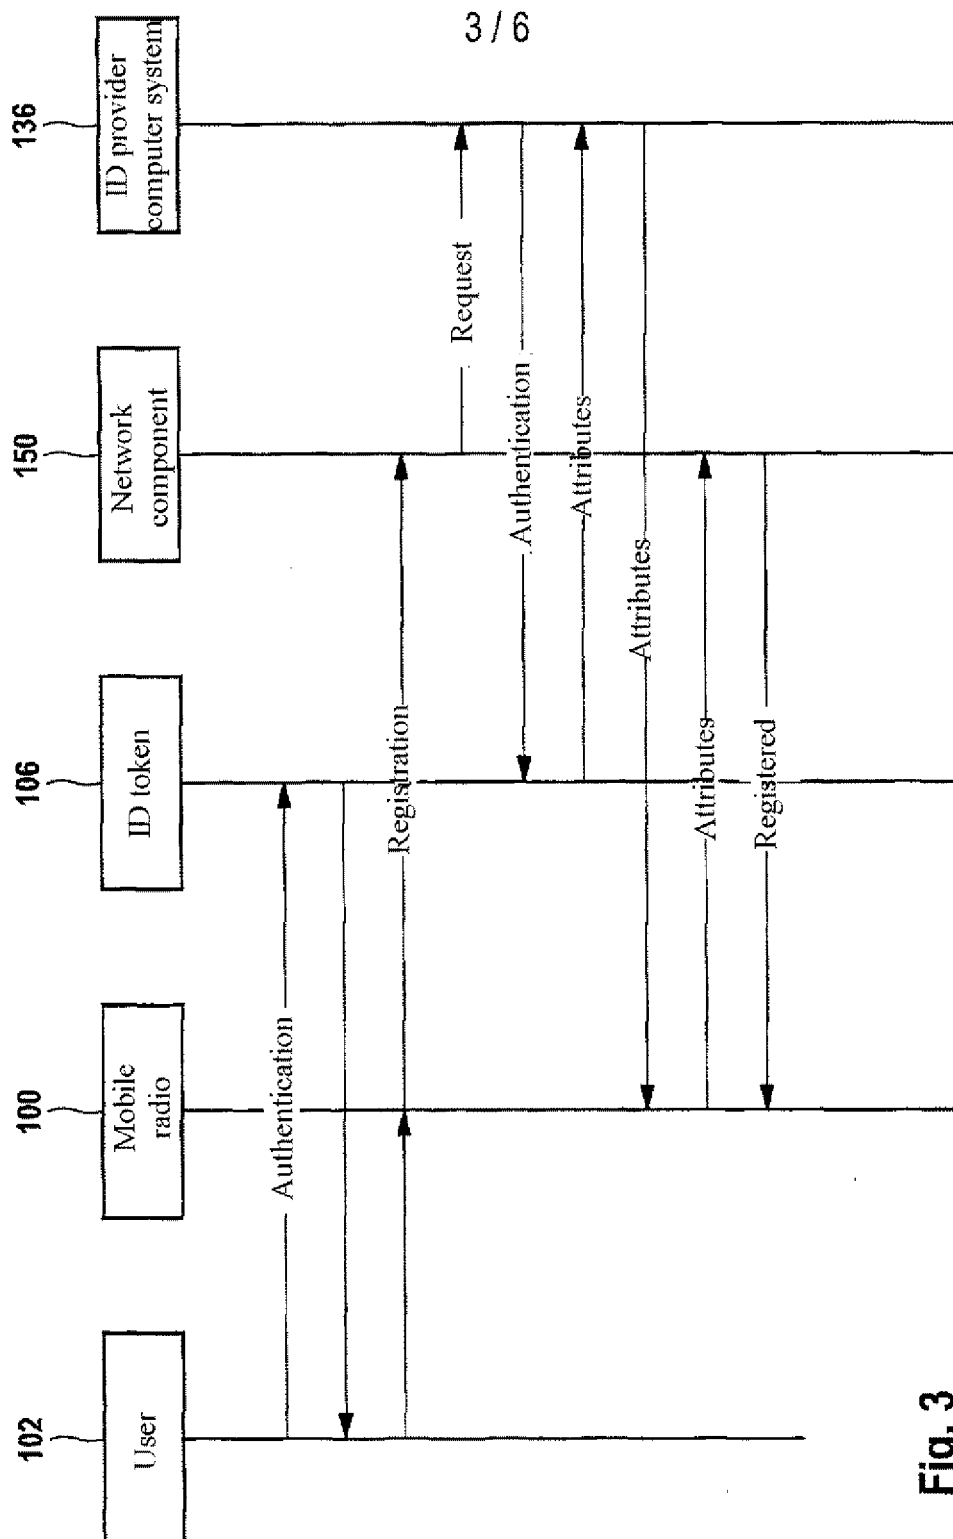 3 / 6
102
100
106
150
136
User
Mobile
radio
ID token
Network
component
ID provider
computer system
Authentication
Registration
Request
Authentication
Attributes
Attributes
Attributes
Registered
Fig. 3